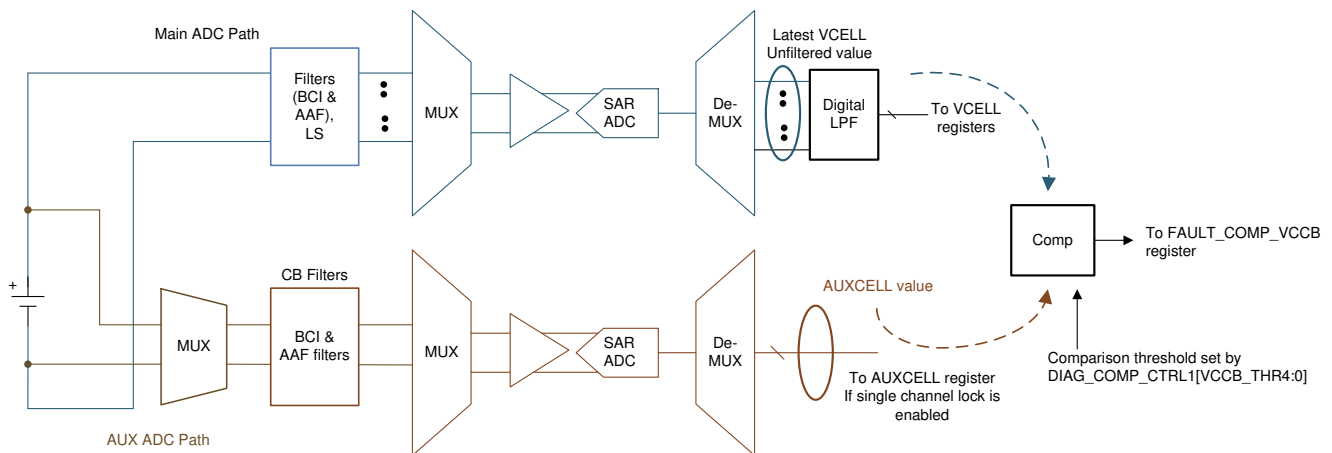 Main ADC Path
Filters
(BCI &
AAF),
LS
MUX
SAR
ADC
De-
MUX
Latest VCELL
Unfiltered value
Digital
LPF
To VCELL
registers
Comp
To FAULT_COMP_VCCB
register
Comparison threshold set by
DIAG_COMP_CTRL1[VCCB_THR4:0]
+
MUX
CB Filters
BCI &
AAF filters
MUX
SAR
ADC
De-
MUX
AUXCELL value
To AUXCELL register
If single channel lock is
enabled
AUX ADC Path